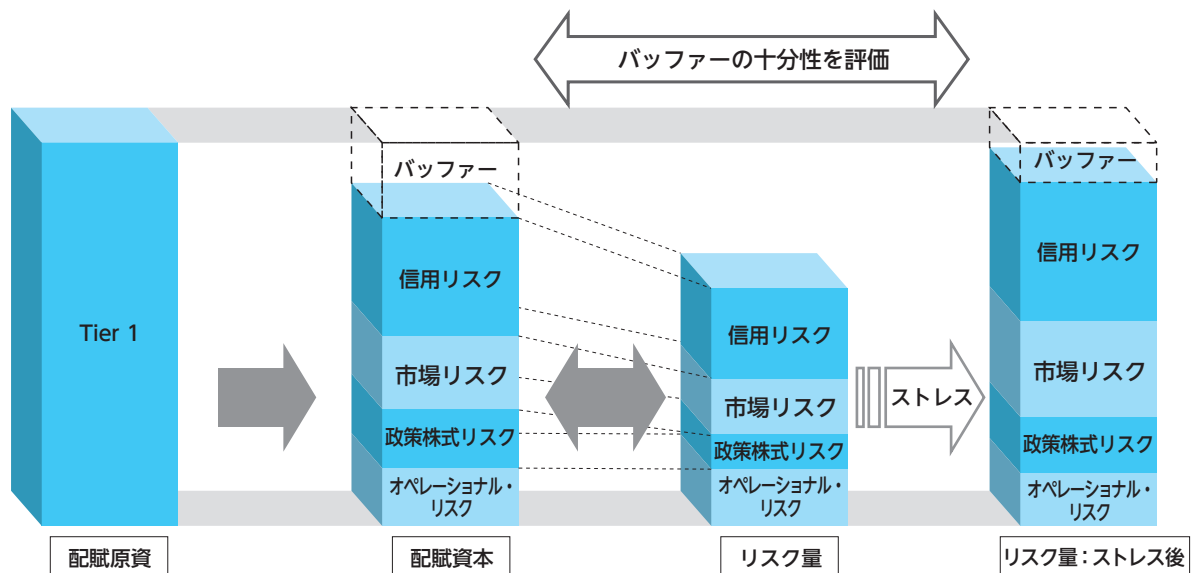 バッファーの十分性を評価
Tier 1
バッファー
信用リスク
市場リスク
政策株式リスク
オペレーショナル・
リスク
信用リスク
市場リスク
政策株式リスク
オペレーショナル・
リスク
ストレス
バッファー
信用リスク
市場リスク
政策株式リスク
オペレーショナル・
リスク
配賦原資
配賦資本
リスク量
リスク量：ストレス後